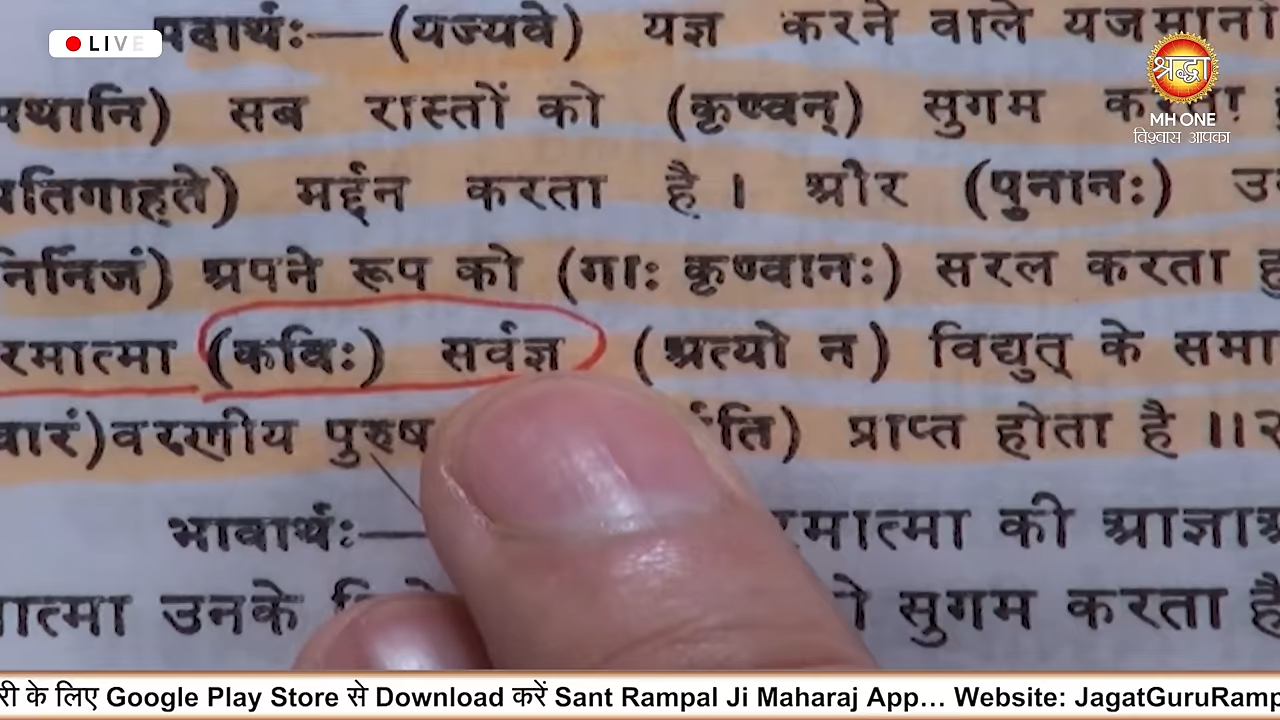 LIVE
पदार्थः—(यज्यवे) यज्ञ करने वाले यजमानों
श्रद्धा
MH ONE
विश्वास आपका
पथानि) सब रास्तों को (कृण्वन्) सुगम करता
तिगाहते) मर्द्दन करता है । और (पुनानः)
निर्निजं) अपने रूप को (गाः कृण्वानः) सरल करता
रमात्मा (कविः) सर्वज्ञ (अत्यो न) विद्युत् के समा
वारं)वरणीय पुरुष ति) प्राप्त होता है ॥२
भावार्थः— रमात्मा की आज्ञा
ात्मा उनके सुगम करता है
री के लिए Google Play Store से Download करें Sant Rampal Ji Maharaj App... Website: JagatGuruRamp